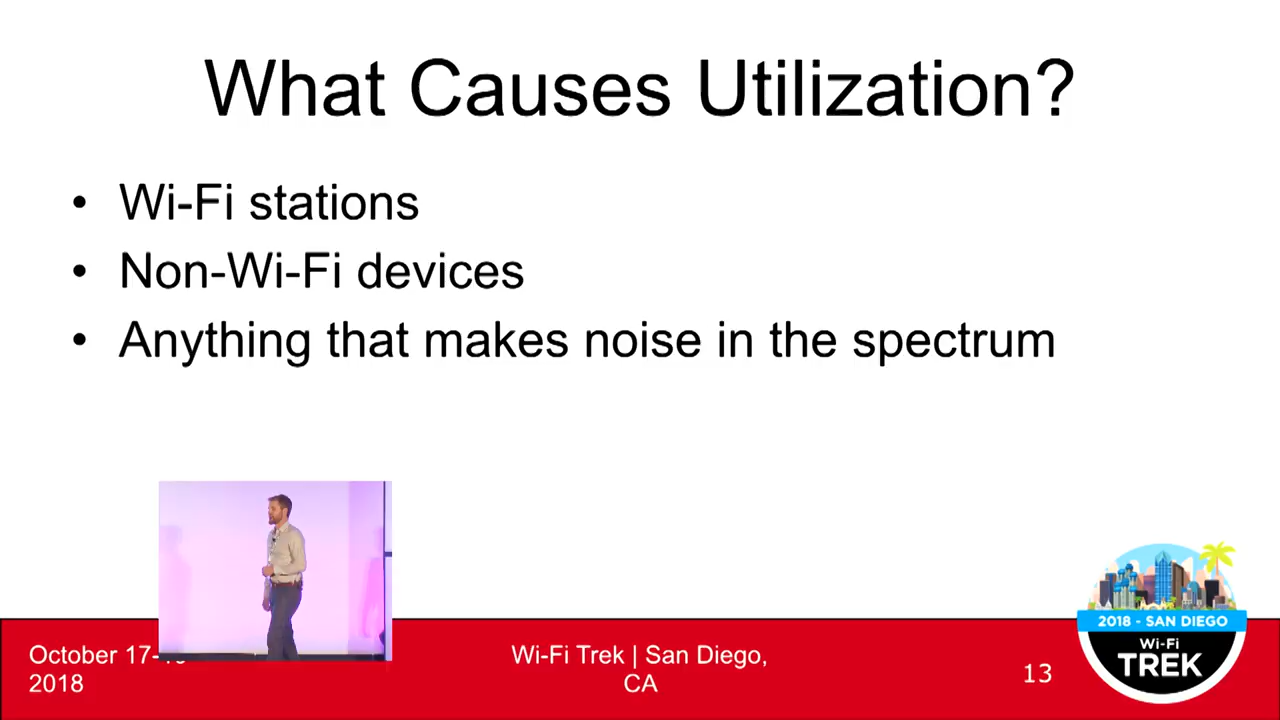 What Causes Utilization?
• Wi-Fi stations
• Non-Wi-Fi devices
• Anything that makes noise in the spectrum
October 17-
2018
Wi-Fi Trek | San Diego,
CA
13
2018 - SAN DIEGO
Wi-Fi
TREK